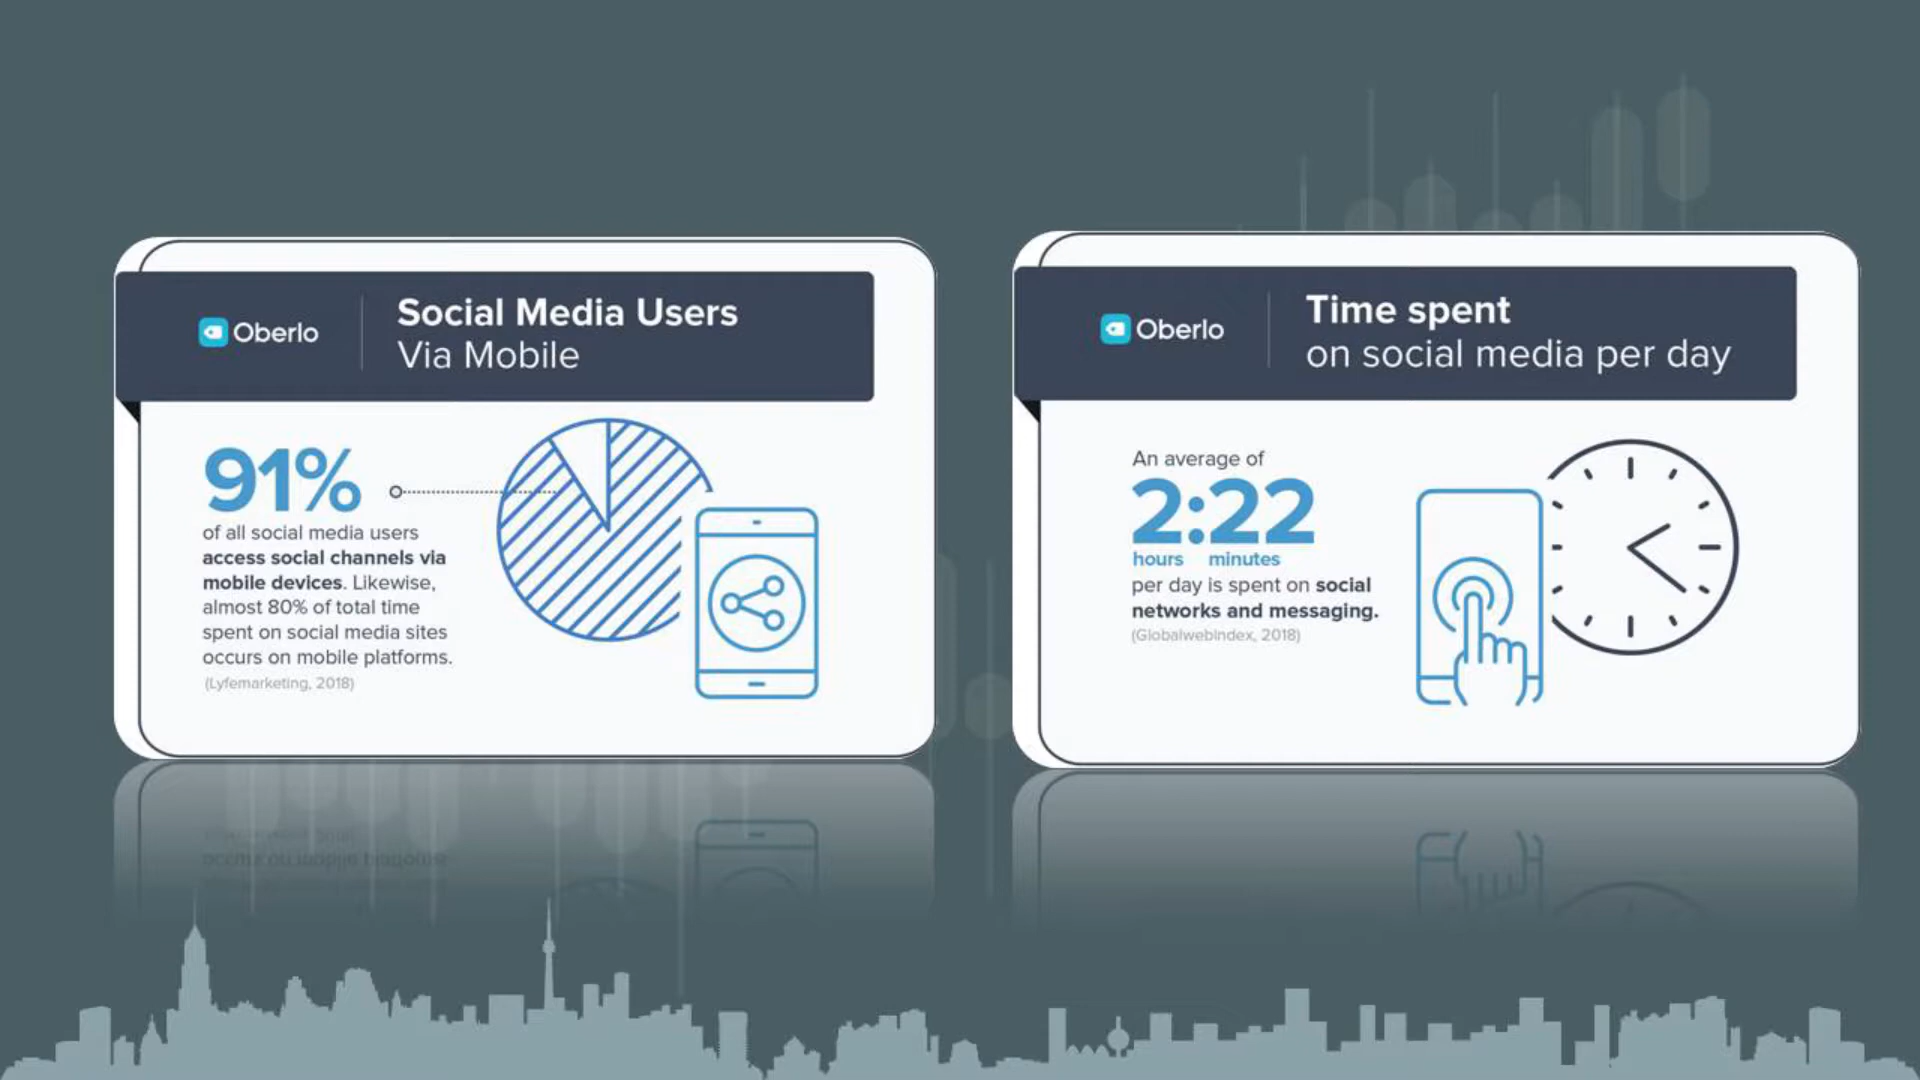 Oberlo
Social Media Users
Via Mobile
91%
of all social media users
access social channels via
mobile devices. Likewise,
almost 80% of total time
spent on social media sites
occurs on mobile platforms.
(Lyfemarketing, 2018)
Oberlo
Time spent
on social media per day
An average of
2:22
hours minutes
per day is spent on social
networks and messaging.
(Globalwebindex, 2018)